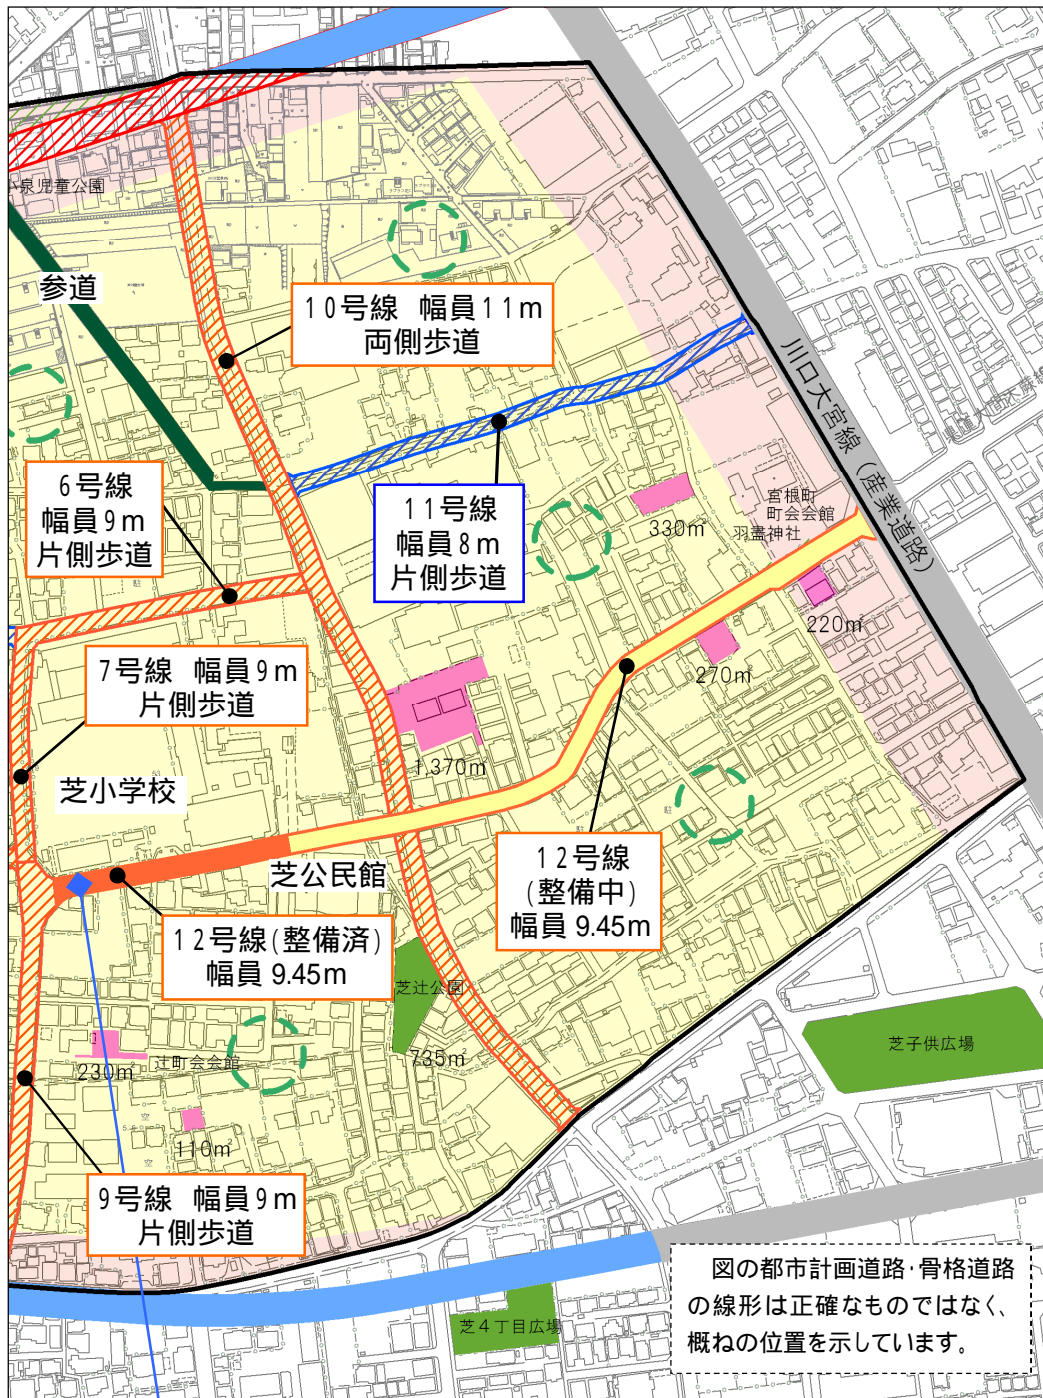 小泉児童公園
参道
10号線 幅員11m
両側歩道
6号線
幅員9m
片側歩道
11号線
幅員8m
片側歩道
川口大宮線(産業道路)
宮根町
町会会館
羽盡神社
330㎡
220㎡
270㎡
7号線 幅員9m
片側歩道
1,370㎡
芝小学校
芝公民館
12号線
(整備中)
幅員 9.45m
12号線(整備済)
幅員 9.45m
芝辻公園
735㎡
芝子供広場
辻町会会館
230㎡
110㎡
9号線 幅員9m
片側歩道
芝4丁目広場
図の都市計画道路・骨格道路
の線形は正確なものではなく、
概ねの位置を示しています。